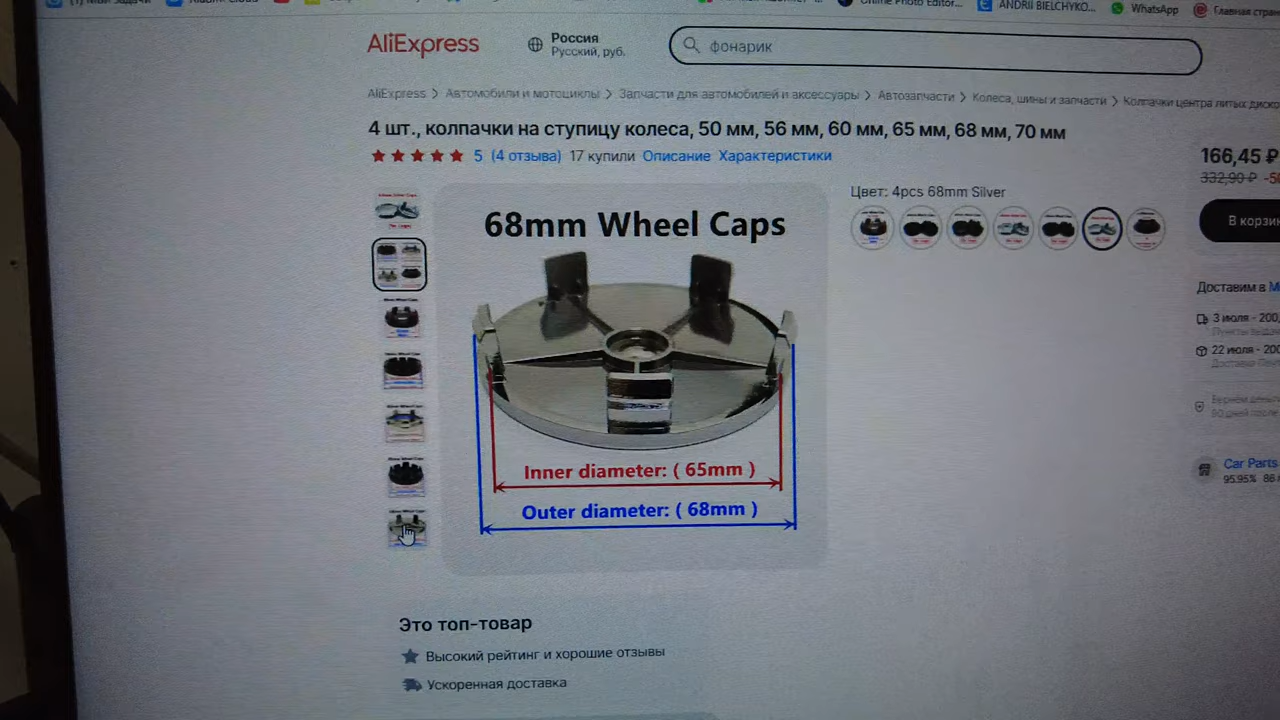 ANDRII BIELCHYKO...
WhatsApp
AliExpress
Россия
Русский, руб.
фонарик
AliExpress > Автомобили и мотоциклы > Запчасти для автомобилей и аксессуары > Автозапчасти > Колеса, шины и запчасти > Колпачки центра литых диско
4 шт., колпачки на ступицу колеса, 50 мм, 56 мм, 60 мм, 65 мм, 68 мм, 70 мм
5 (4 отзыва) 17 купили Описание Характеристики
166,45 ₽
332,90 ₽
Цвет: 4pcs 68mm Silver
В корзин
68mm Wheel Caps
Inner diameter: ( 65mm )
Outer diameter: ( 68mm )
Доставим в М
3 июля - 200,
22 июля - 200
Car Parts
95.95%
Это топ-товар
Высокий рейтинг и хорошие отзывы
Ускоренная доставка